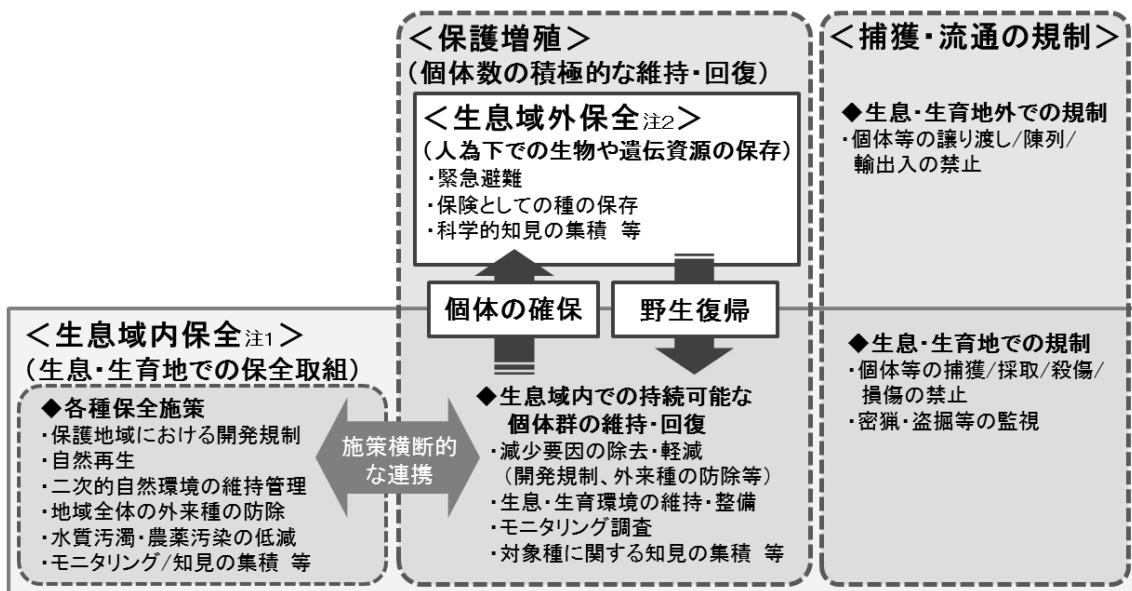 ＜保護増殖＞
(個体数の積極的な維持・回復)
＜生息域外保全注2＞
(人為下での生物や遺伝資源の保存)
・緊急避難
・保険としての種の保存
・科学的知見の集積 等
個体の確保
野生復帰
◆生息域内での持続可能な
個体群の維持・回復
・減少要因の除去・軽減
(開発規制、外来種の防除等)
・生息・生育環境の維持・整備
・モニタリング調査
・対象種に関する知見の集積 等
＜捕獲・流通の規制＞
◆生息・生育地外での規制
・個体等の譲り渡し/陳列/
輸出入の禁止
◆生息・生育地での規制
・個体等の捕獲/採取/殺傷/
損傷の禁止
・密猟・盗掘等の監視
＜生息域内保全注1＞
(生息・生育地での保全取組)
◆各種保全施策
・保護地域における開発規制
・自然再生
・二次的自然環境の維持管理
・地域全体の外来種の防除
・水質汚濁・農薬汚染の低減
・モニタリング/知見の集積 等
施策横断的
な連携